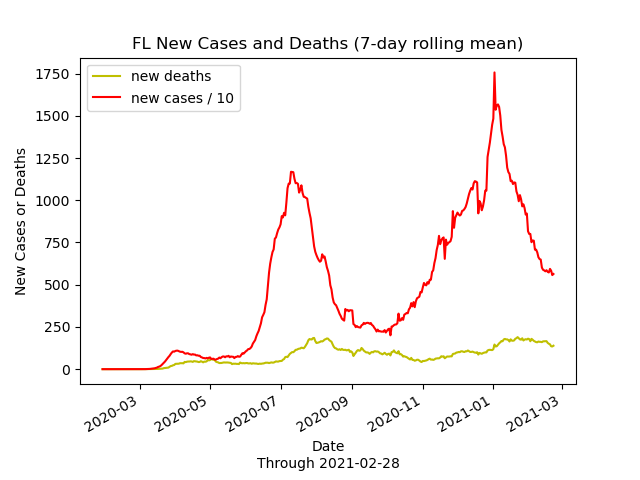 FL New Cases and Deaths (7-day rolling mean)
new deaths
new cases / 10
New Cases or Deaths
1750
1500
1250
1000
750
500
250
0
2020-03
2020-05
2020-07
2020-09
2020-11
2021-01
2021-03
Date
Through 2021-02-28